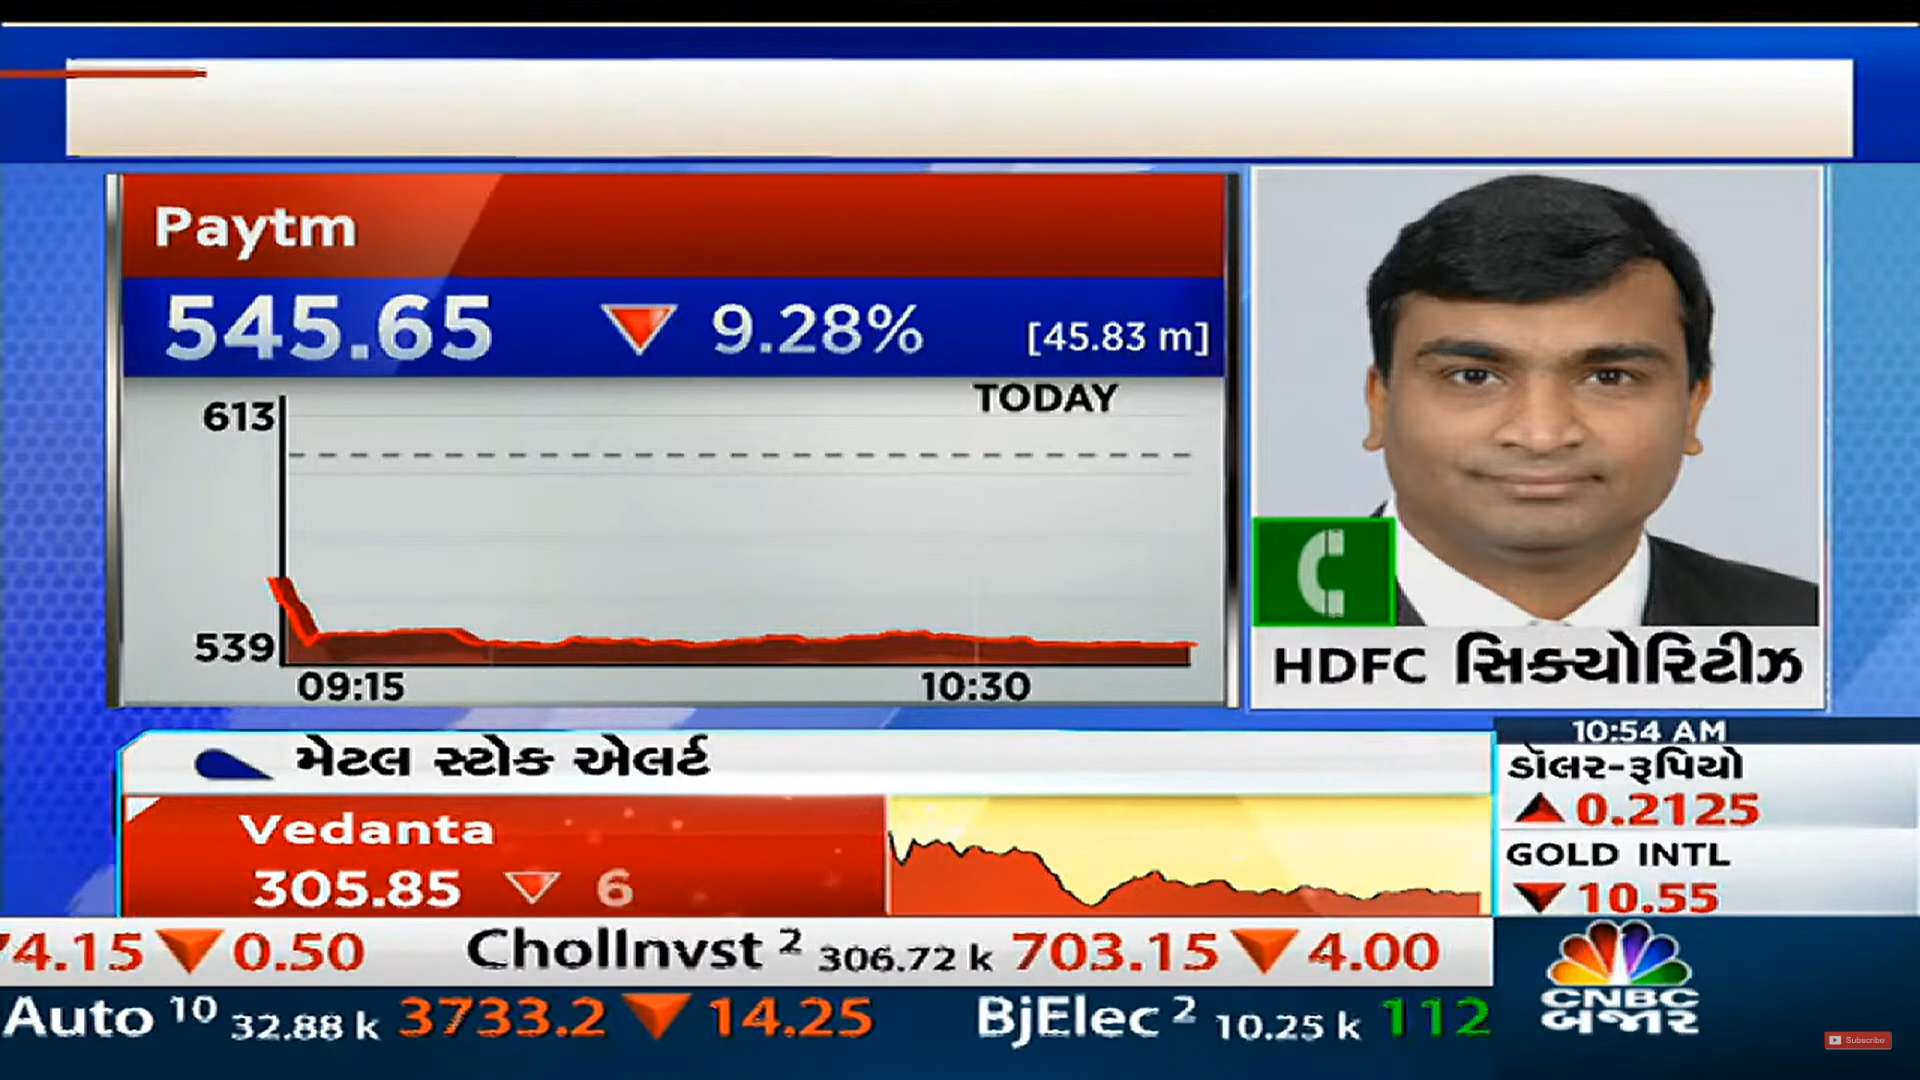 Paytm
545.65 ▼ 9.28% [45.83 m]
TODAY
613
539
09:15 10:30
HDFC સિક્યોરિટીઝ
મેટલ સ્ટોક એલર્ટ
Vedanta
305.85 ▽ 6
10:54 AM
ડૉલર-રૂપિયો
▲ 0.2125
GOLD INTL
▼ 10.55
4.15 ▼ 0.50 CholInvst 2 306.72 k 703.15 ▼ 4.00
Auto 10 32.88 k 3733.2 ▼ 14.25 BjElec 2 10.25 k 112
CNBC
બજાર
Subscribe